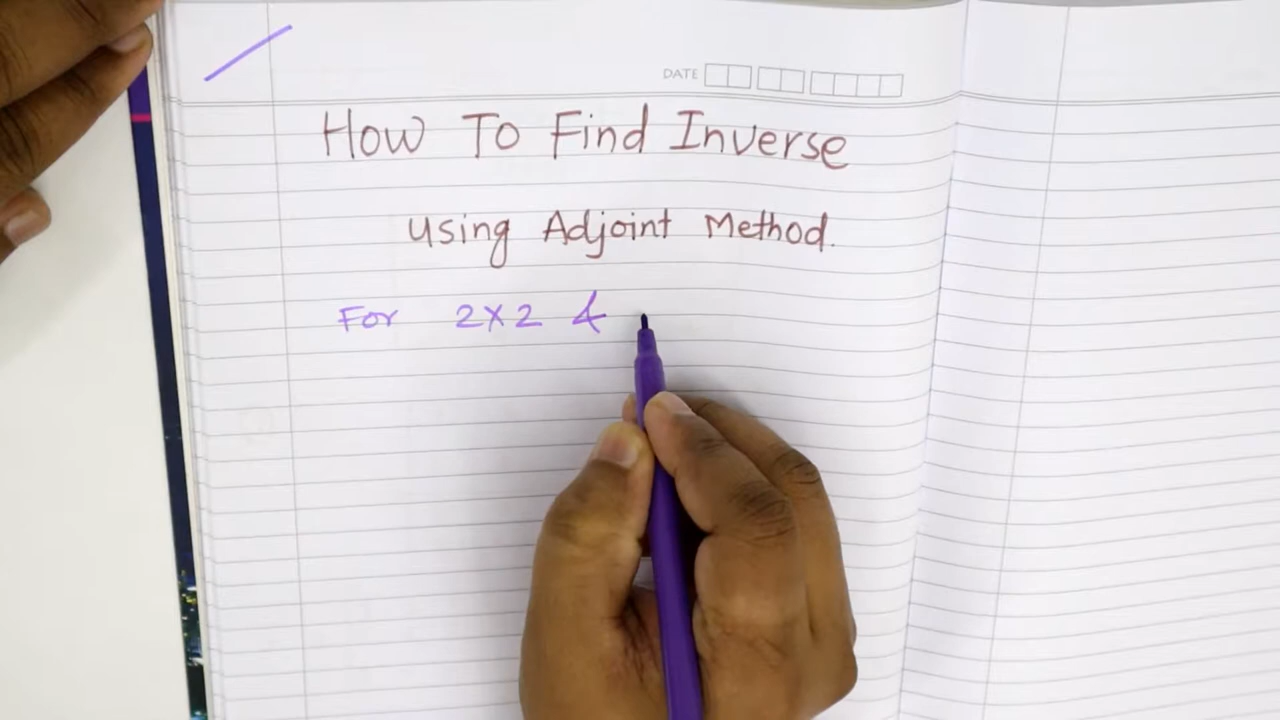 DATE
How To Find Inverse
Using Adjoint Method.
For 2x2 &